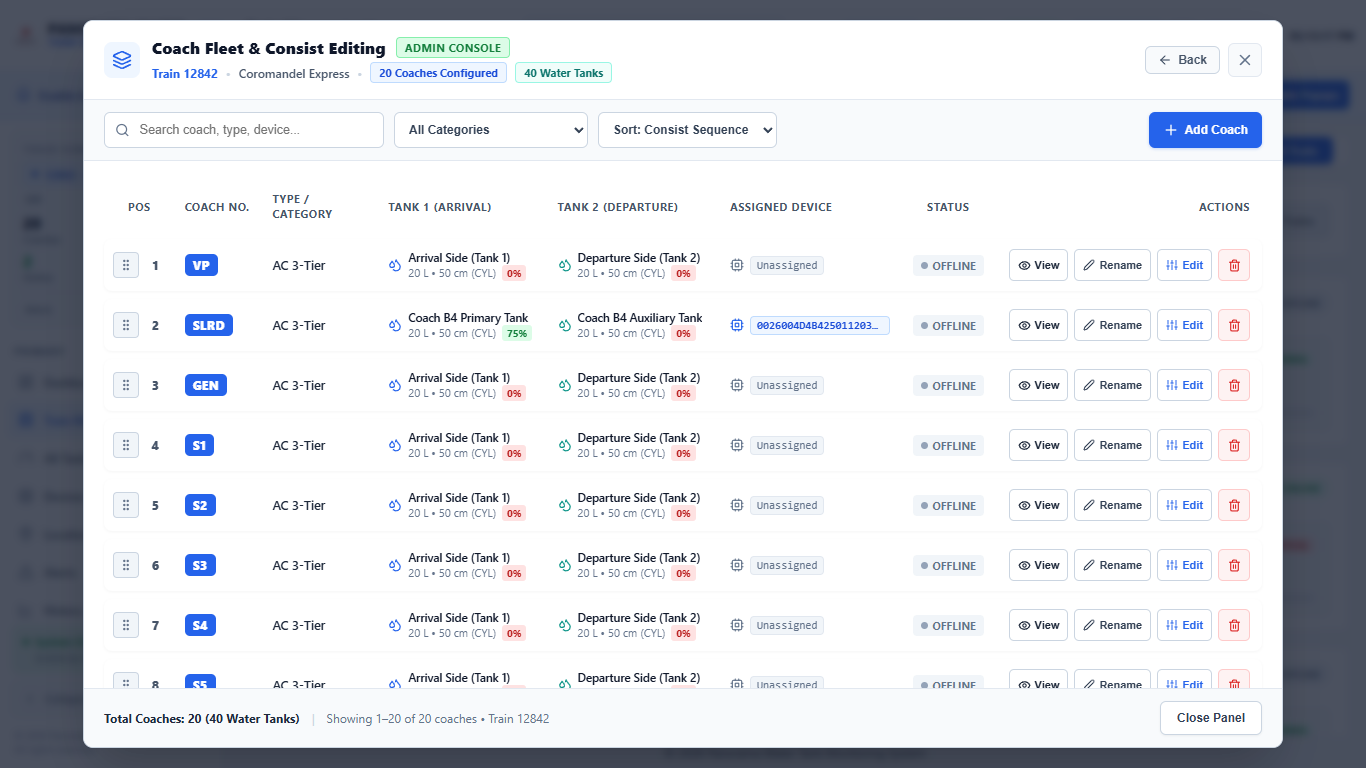 Coach Fleet & Consist Editing ADMIN CONSOLE
Train 12842 • Coromandel Express • 20 Coaches Configured 40 Water Tanks
Back
Search coach, type, device...
All Categories
Sort: Consist Sequence
Add Coach
POS COACH NO. TYPE / CATEGORY TANK 1 (ARRIVAL) TANK 2 (DEPARTURE) ASSIGNED DEVICE STATUS ACTIONS
1 VP AC 3-Tier Arrival Side (Tank 1) Departure Side (Tank 2) Unassigned OFFLINE View Rename Edit
20 L • 50 cm (CYL) 0% 20 L • 50 cm (CYL) 0%
2 SLRD AC 3-Tier Coach B4 Primary Tank Coach B4 Auxiliary Tank 0026004D4B425011203… OFFLINE View Rename Edit
20 L • 50 cm (CYL) 75% 20 L • 50 cm (CYL) 0%
3 GEN AC 3-Tier Arrival Side (Tank 1) Departure Side (Tank 2) Unassigned OFFLINE View Rename Edit
20 L • 50 cm (CYL) 0% 20 L • 50 cm (CYL) 0%
4 S1 AC 3-Tier Arrival Side (Tank 1) Departure Side (Tank 2) Unassigned OFFLINE View Rename Edit
20 L • 50 cm (CYL) 0% 20 L • 50 cm (CYL) 0%
5 S2 AC 3-Tier Arrival Side (Tank 1) Departure Side (Tank 2) Unassigned OFFLINE View Rename Edit
20 L • 50 cm (CYL) 0% 20 L • 50 cm (CYL) 0%
6 S3 AC 3-Tier Arrival Side (Tank 1) Departure Side (Tank 2) Unassigned OFFLINE View Rename Edit
20 L • 50 cm (CYL) 0% 20 L • 50 cm (CYL) 0%
7 S4 AC 3-Tier Arrival Side (Tank 1) Departure Side (Tank 2) Unassigned OFFLINE View Rename Edit
20 L • 50 cm (CYL) 0% 20 L • 50 cm (CYL) 0%
8 S5 AC 3-Tier Arrival Side (Tank 1) Departure Side (Tank 2) Unassigned OFFLINE View Rename Edit
Total Coaches: 20 (40 Water Tanks) | Showing 1–20 of 20 coaches • Train 12842
Close Panel